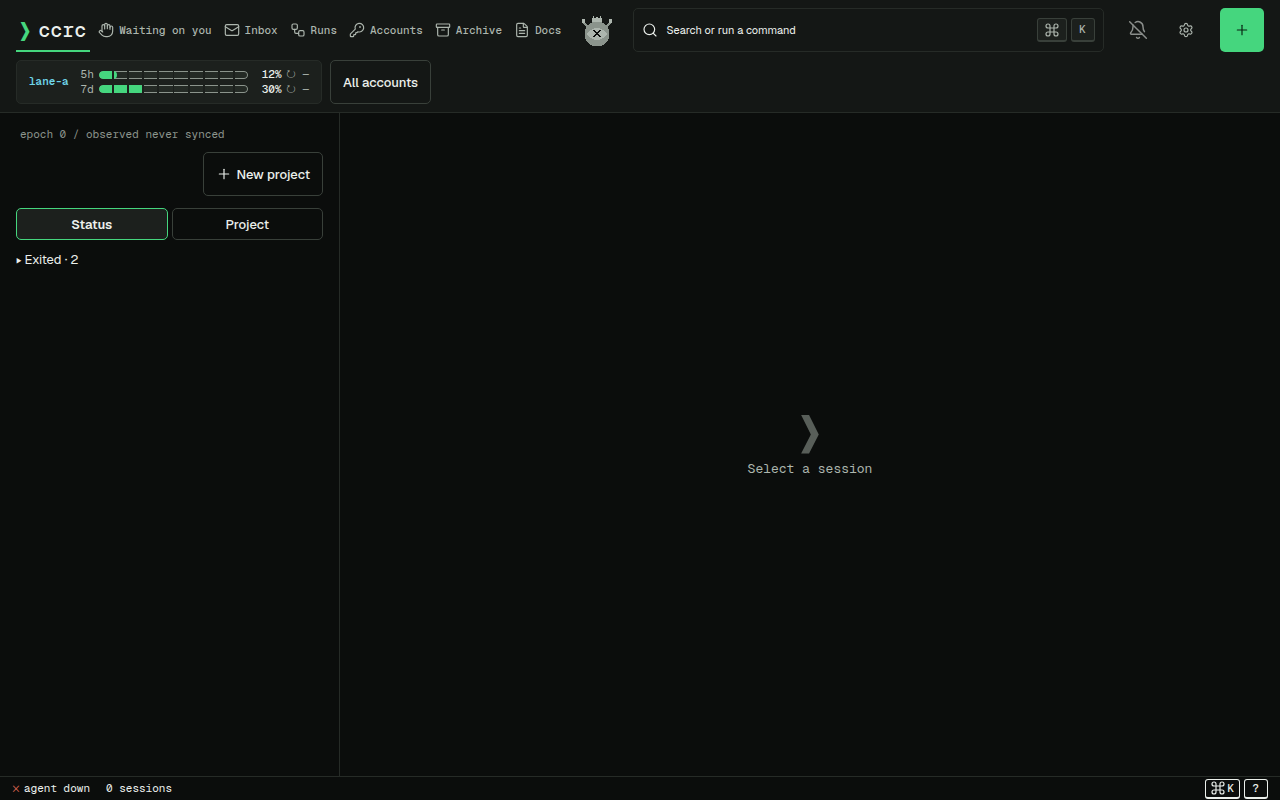 ❯ ccrc Waiting on you Inbox Runs Accounts Archive Docs Search or run a command ⌘ K +
lane-a 5h 12% ↻ —
7d 30% ↻ —
All accounts
epoch 0 / observed never synced
+ New project
Status Project
▸ Exited · 2
❯
Select a session
× agent down 0 sessions ⌘K ?